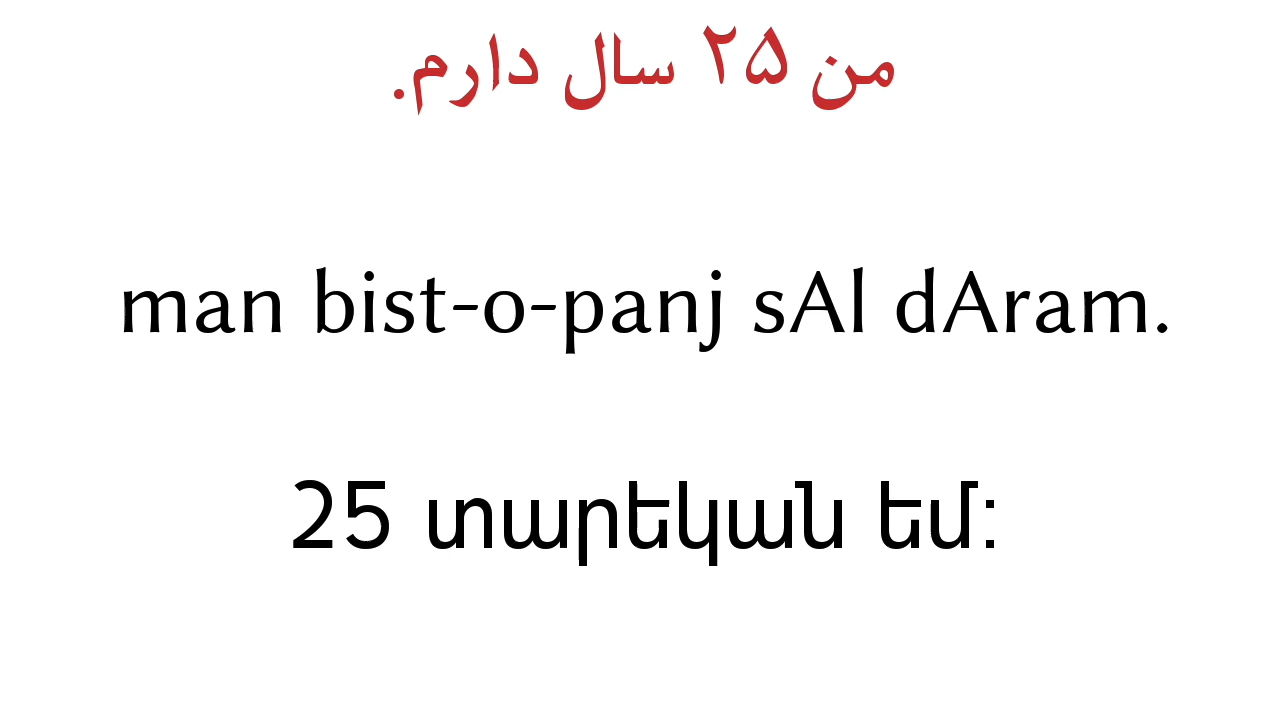 من ۲۵ سال دارم.
man bist-o-panj sAl dAram.
25 տարեկան եմ: